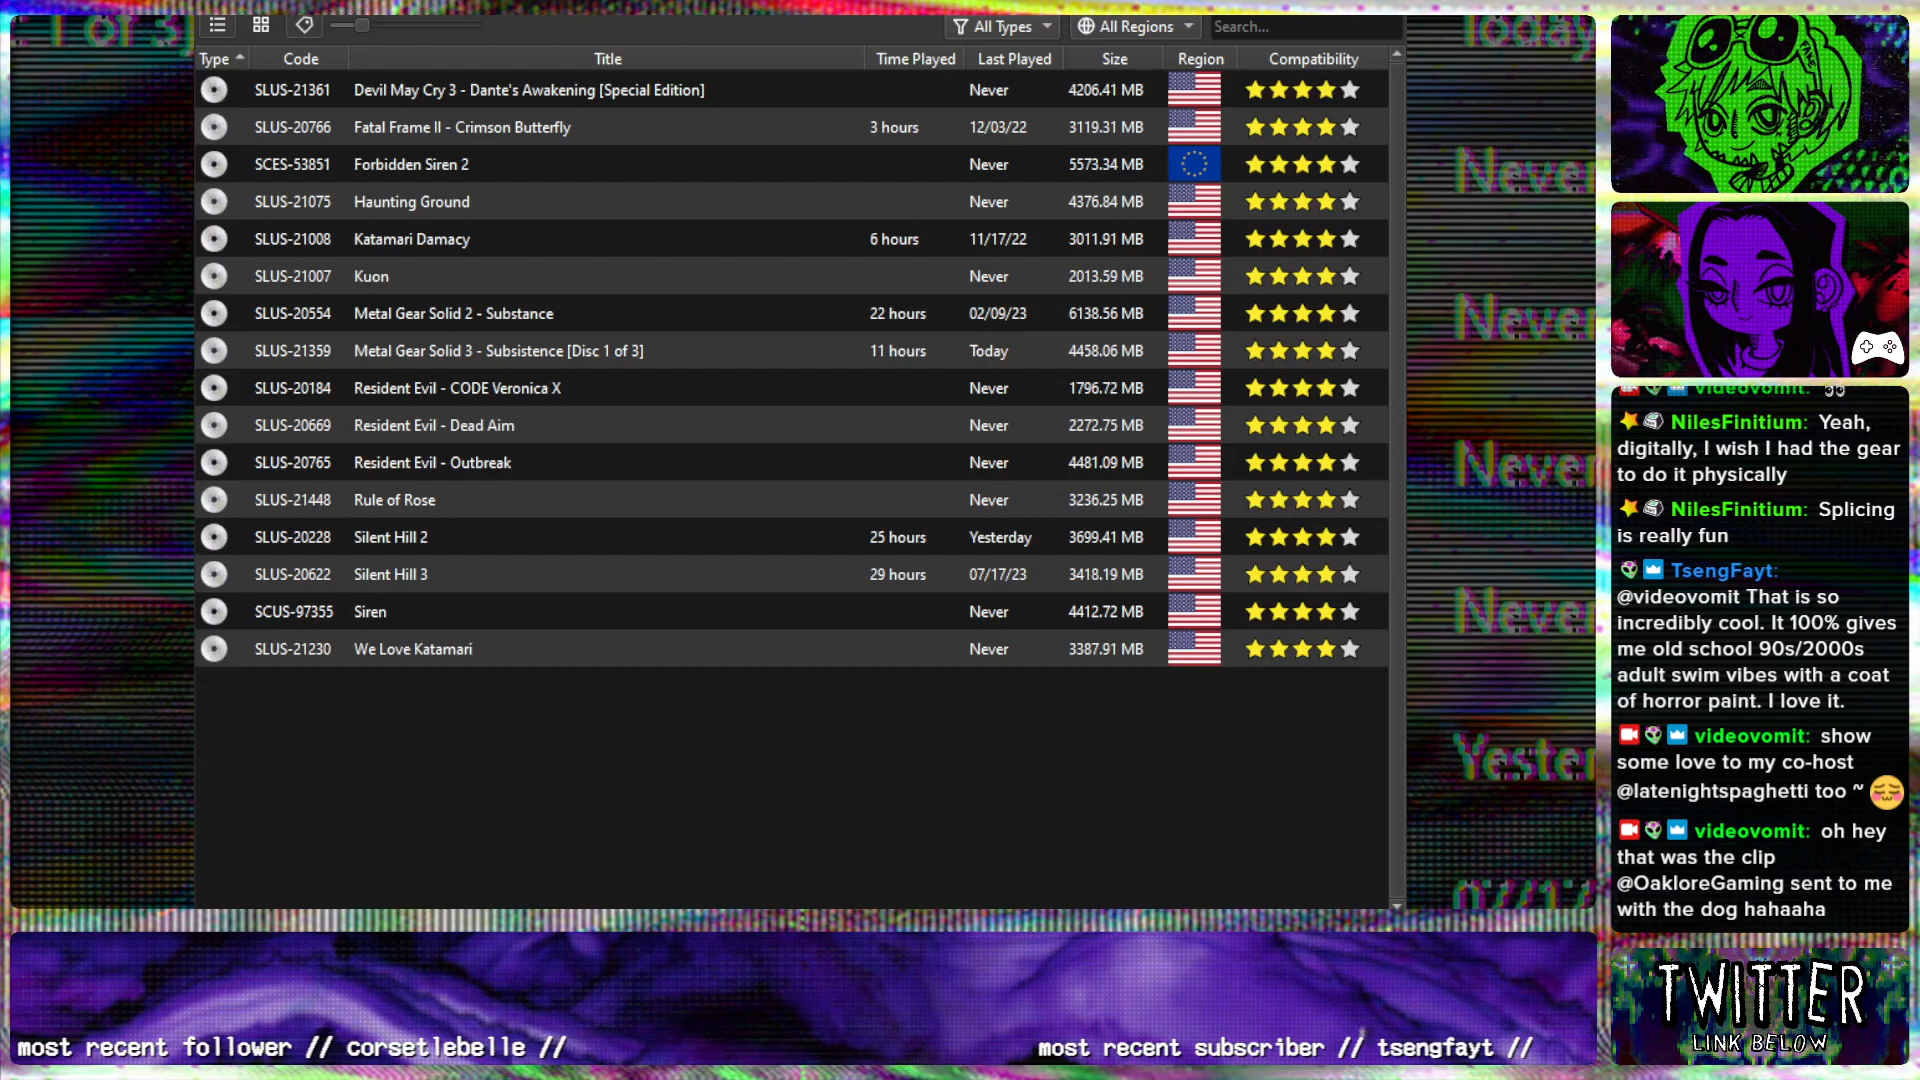 1 of 3
All Types All Regions Search...
Type Code Title Time Played Last Played Size Region Compatibility
SLUS-21361 Devil May Cry 3 - Dante's Awakening [Special Edition] Never 4206.41 MB
SLUS-20766 Fatal Frame II - Crimson Butterfly 3 hours 12/03/22 3119.31 MB
SCES-53851 Forbidden Siren 2 Never 5573.34 MB
SLUS-21075 Haunting Ground Never 4376.84 MB
SLUS-21008 Katamari Damacy 6 hours 11/17/22 3011.91 MB
SLUS-21007 Kuon Never 2013.59 MB
SLUS-20554 Metal Gear Solid 2 - Substance 22 hours 02/09/23 6138.56 MB
SLUS-21359 Metal Gear Solid 3 - Subsistence [Disc 1 of 3] 11 hours Today 4458.06 MB
SLUS-20184 Resident Evil - CODE Veronica X Never 1796.72 MB
SLUS-20669 Resident Evil - Dead Aim Never 2272.75 MB
SLUS-20765 Resident Evil - Outbreak Never 4481.09 MB
SLUS-21448 Rule of Rose Never 3236.25 MB
SLUS-20228 Silent Hill 2 25 hours Yesterday 3699.41 MB
SLUS-20622 Silent Hill 3 29 hours 07/17/23 3418.19 MB
SCUS-97355 Siren Never 4412.72 MB
SLUS-21230 We Love Katamari Never 3387.91 MB
Today
Never
Never
Never
Never
Yester
07/17
videovomit:
NilesFinitium: Yeah,
digitally, I wish I had the gear
to do it physically
NilesFinitium: Splicing
is really fun
TsengFayt:
@videovomit That is so
incredibly cool. It 100% gives
me old school 90s/2000s
adult swim vibes with a coat
of horror paint. I love it.
videovomit: show
some love to my co-host
@latenightspaghetti too ~
videovomit: oh hey
that was the clip
@OakloreGaming sent to me
with the dog hahaaha
TWITTER
LINK BELOW
most recent follower // corsetlebelle //
most recent subscriber // tsengfayt //